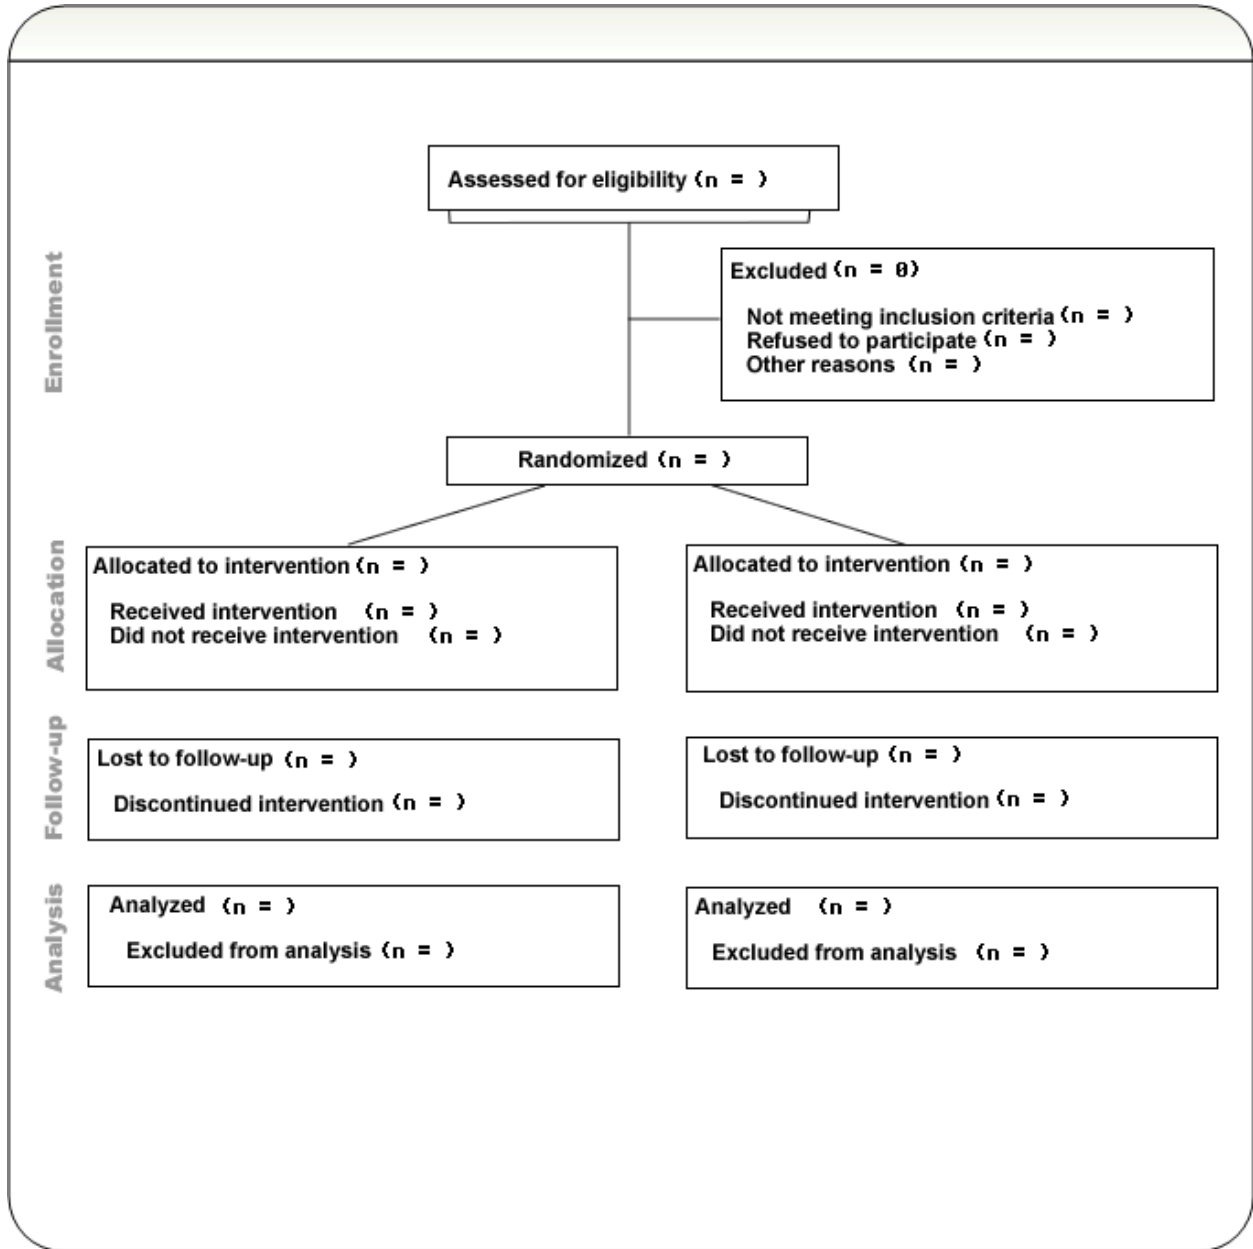 Assessed for eligibility (n = )
Enrollment
Excluded (n = 0)
Not meeting inclusion criteria (n = )
Refused to participate (n = )
Other reasons (n = )
Randomized (n = )
Allocation
Allocated to intervention (n = )
Received intervention (n = )
Did not receive intervention (n = )
Allocated to intervention (n = )
Received intervention (n = )
Did not receive intervention (n = )
Follow-up
Lost to follow-up (n = )
Discontinued intervention (n = )
Lost to follow-up (n = )
Discontinued intervention (n = )
Analysis
Analyzed (n = )
Excluded from analysis (n = )
Analyzed (n = )
Excluded from analysis (n = )